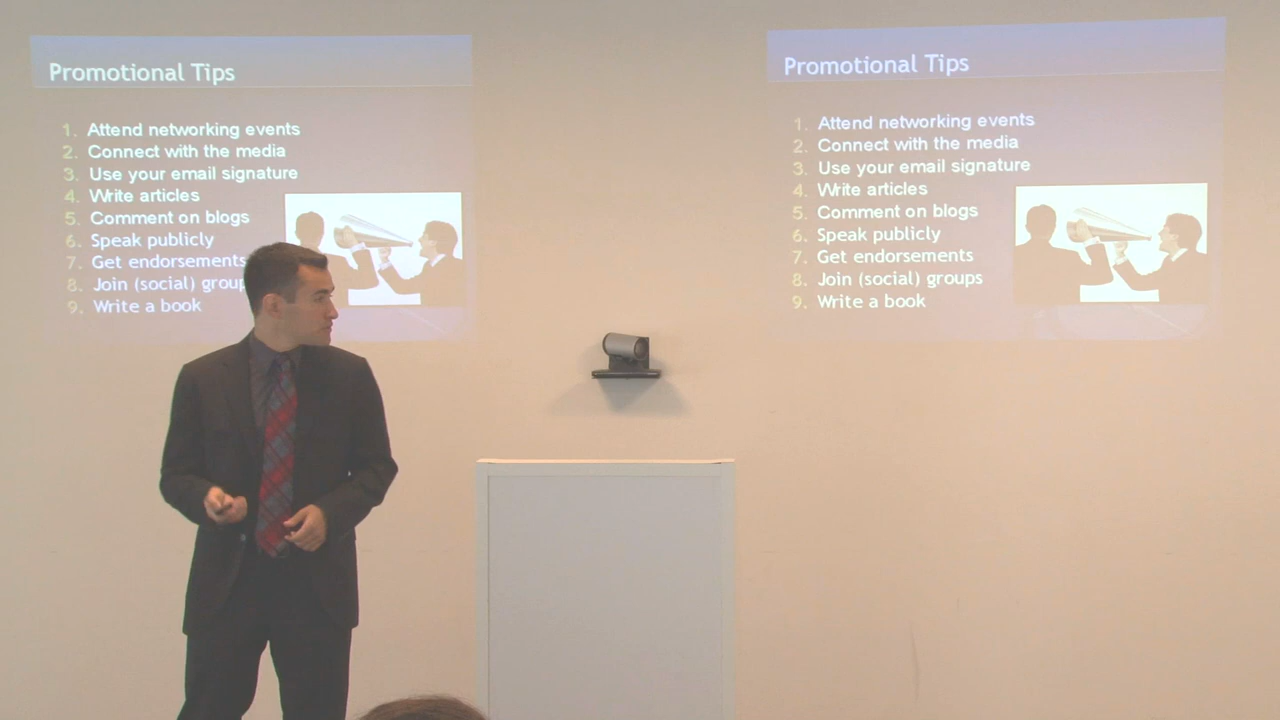 Promotional Tips
1. Attend networking events
2. Connect with the media
3. Use your email signature
4. Write articles
5. Comment on blogs
6. Speak publicly
7. Get endorsements
8. Join (social) group
9. Write a book
Promotional Tips
1. Attend networking events
2. Connect with the media
3. Use your email signature
4. Write articles
5. Comment on blogs
6. Speak publicly
7. Get endorsements
8. Join (social) groups
9. Write a book